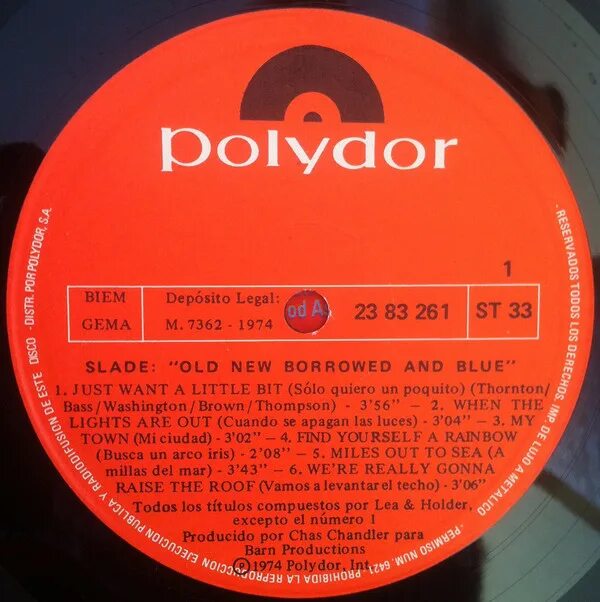 polydor
1
BIEM
GEMA
Depósito Legal:
M. 7362 - 1974
od A.
23 83 261
ST 33
SLADE: "OLD NEW BORROWED AND BLUE"
1. JUST WANT A LITTLE BIT (Sólo quiero un poquito) (Thornton/
Bass/Washington/Brown/Thompson) - 3'56" - 2. WHEN THE
LIGHTS ARE OUT (Cuando se apagan las luces) - 3'04" - 3. MY
TOWN (Mi ciudad) - 3'02" - 4. FIND YOURSELF A RAINBOW
(Busca un arco iris) - 2'08" - 5. MILES OUT TO SEA (A
millas del mar) - 3'43" - 6. WE'RE REALLY GONNA
RAISE THE ROOF (Vamos a levantar el techo) - 3'06"
Todos los títulos compuestos por Lea & Holder,
excepto el número 1
Producido por Chas Chandler para
Barn Productions
℗ 1974 Polydor, Int.
- RESERVADOS TODOS LOS DERECHOS. IMP. DE LUJO A METALICO
- PERMISO NUM. 6421. PROHIBIDA LA REPRODUCCION EJECUCION PUBLICA Y RADIODIFUSION DE ESTE DISCO - DISTR. POR POLYDOR, S.A.